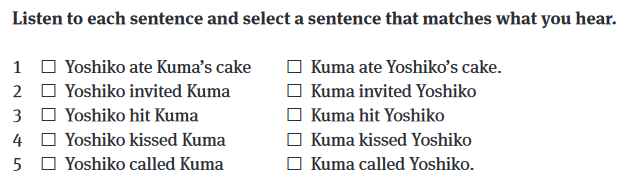 Listen to each sentence and select a sentence that matches what you hear.
1 ☐ Yoshiko ate Kuma’s cake ☐ Kuma ate Yoshiko’s cake.
2 ☐ Yoshiko invited Kuma ☐ Kuma invited Yoshiko
3 ☐ Yoshiko hit Kuma ☐ Kuma hit Yoshiko
4 ☐ Yoshiko kissed Kuma ☐ Kuma kissed Yoshiko
5 ☐ Yoshiko called Kuma ☐ Kuma called Yoshiko.